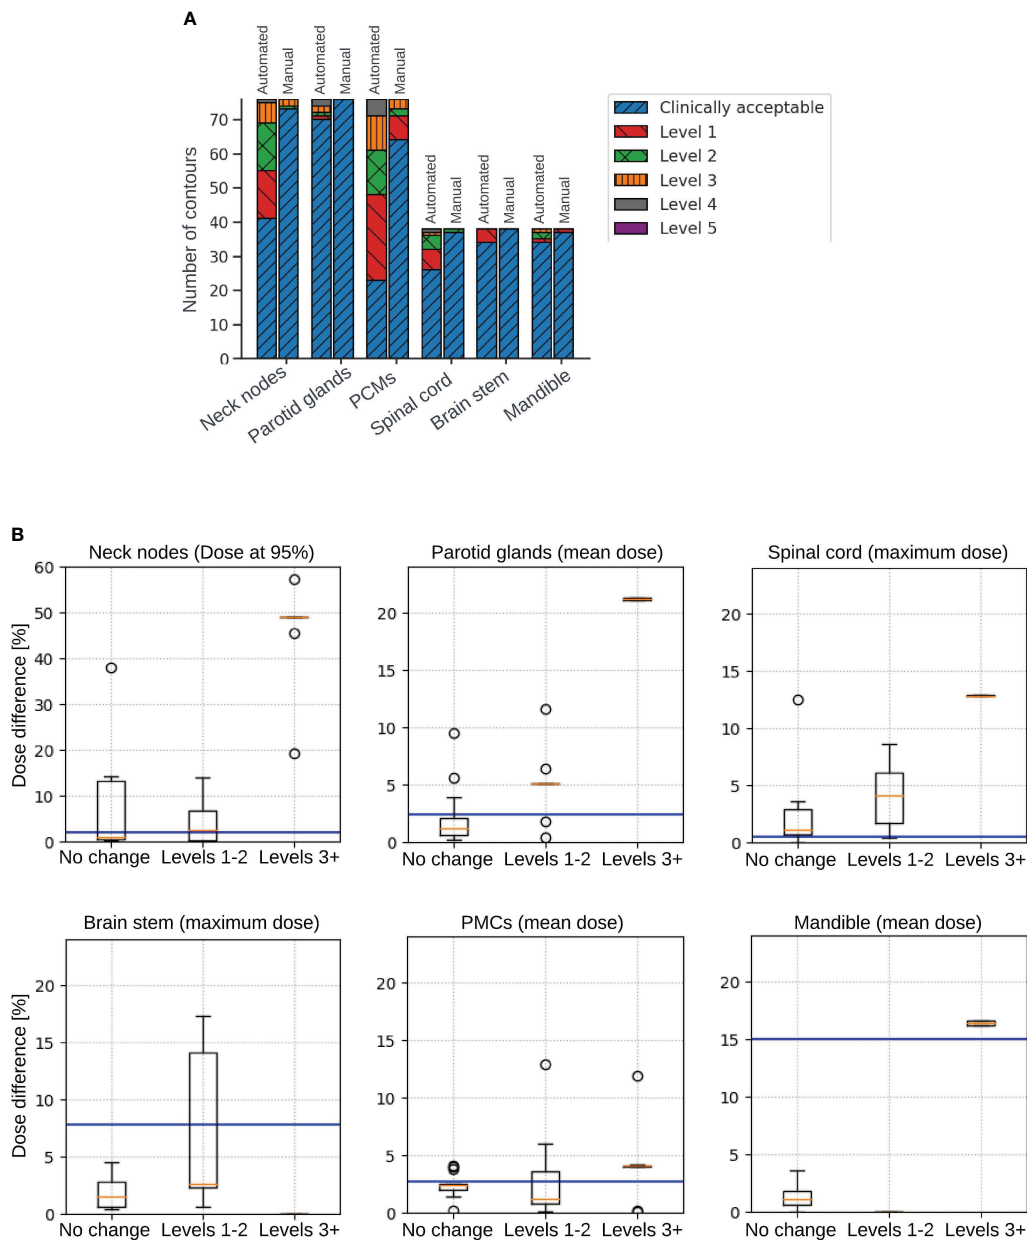 A
Automated
Manual
Automated
Manual
Automated
Manual
Automated
Manual
Automated
Manual
Automated
Manual
Number of contours
70
60
50
40
30
20
10
0
Neck nodes
Parotid glands
PCMs
Spinal cord
Brain stem
Mandible
Clinically acceptable
Level 1
Level 2
Level 3
Level 4
Level 5
B
Neck nodes (Dose at 95%)
Dose difference [%]
60
50
40
30
20
10
0
No change Levels 1-2 Levels 3+
Parotid glands (mean dose)
20
15
10
5
0
No change Levels 1-2 Levels 3+
Spinal cord (maximum dose)
20
15
10
5
0
No change Levels 1-2 Levels 3+
Brain stem (maximum dose)
Dose difference [%]
20
15
10
5
0
No change Levels 1-2 Levels 3+
PMCs (mean dose)
20
15
10
5
0
No change Levels 1-2 Levels 3+
Mandible (mean dose)
20
15
10
5
0
No change Levels 1-2 Levels 3+